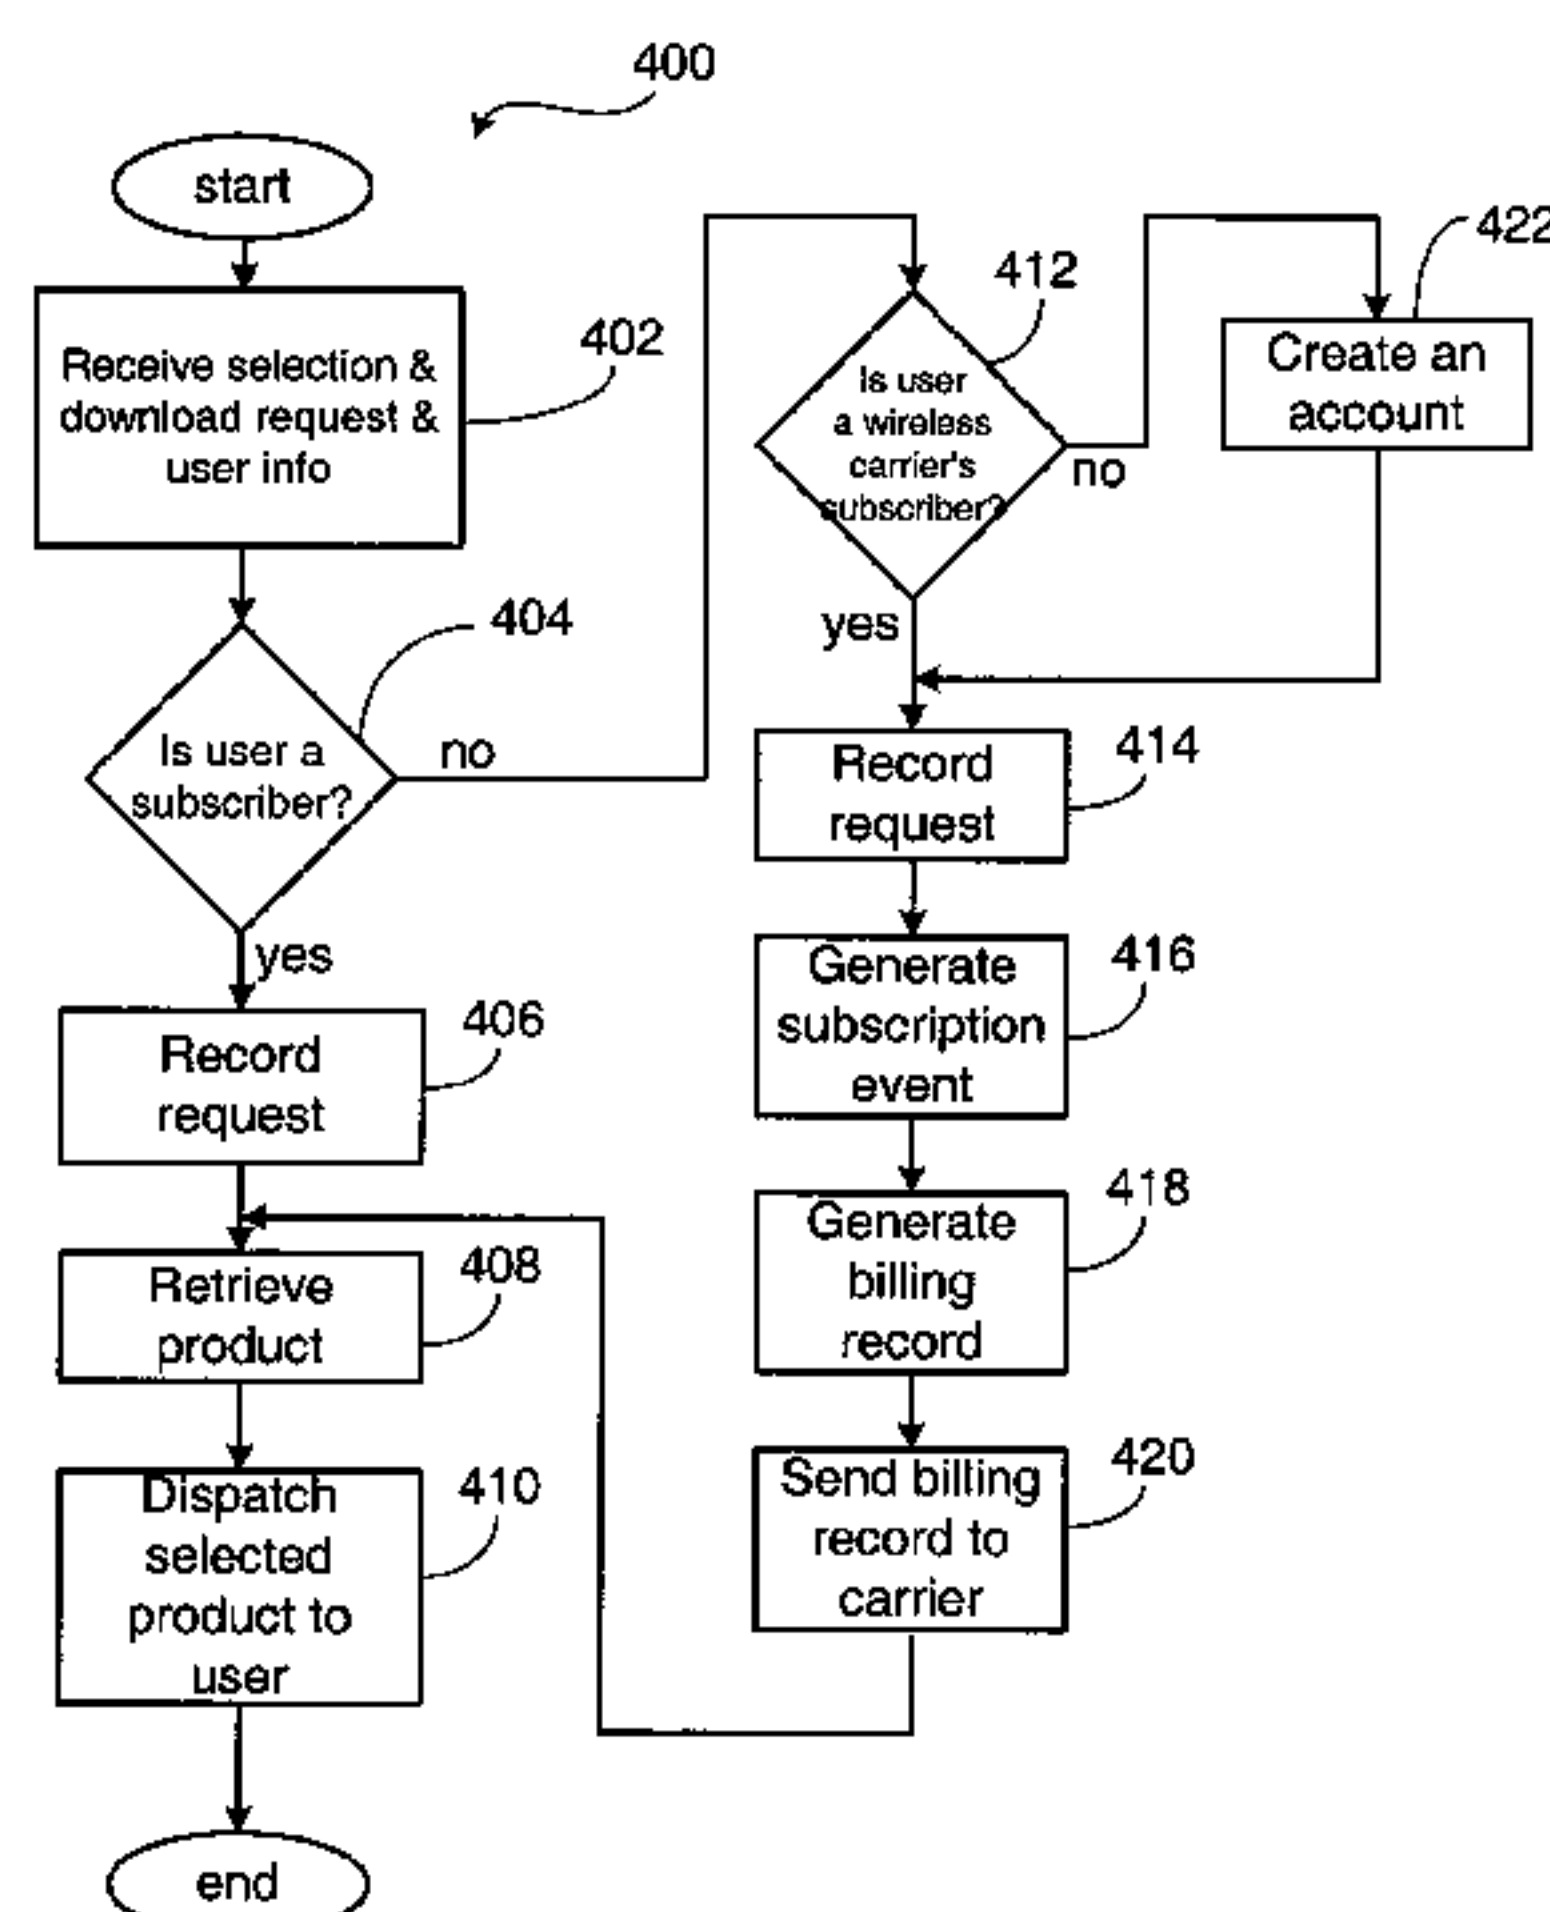 400
start
Receive selection &
download request &
user info
402
Is user a
subscriber?
404
no
yes
Record
request
406
Retrieve
product
408
Dispatch
selected
product to
user
410
end
Is user
a wireless
carrier's
subscriber?
412
no
yes
Create an
account
422
Record
request
414
Generate
subscription
event
416
Generate
billing
record
418
Send billing
record to
carrier
420